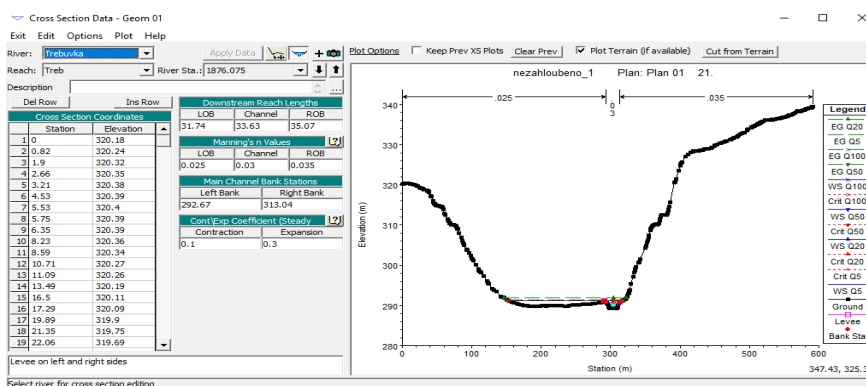 Cross Section Data - Geom 01
Exit Edit Options Plot Help
River: Trebuvka Apply Data
Plot Options Keep Prev XS Plots Clear Prev Plot Terrain (if available) Cut from Terrain
Reach: Treb River Sta.: 1876.075
Description ...
Del Row Ins Row
Cross Section Coordinates
Station Elevation
1 0 320.18
2 0.82 320.24
3 1.9 320.32
4 2.66 320.35
5 3.21 320.38
6 4.53 320.39
7 5.53 320.4
8 5.75 320.39
9 6.35 320.39
10 8.23 320.36
11 8.59 320.34
12 10.71 320.27
13 11.09 320.26
14 13.49 320.19
15 16.5 320.11
16 17.29 320.09
17 19.89 319.9
18 21.35 319.75
19 22.06 319.69
Downstream Reach Lengths
LOB Channel ROB
31.74 33.63 35.07
Manning's n Values
LOB Channel ROB
0.025 0.03 0.035
Main Channel Bank Stations
Left Bank Right Bank
292.67 313.04
Cont\Exp Coefficient (Steady
Contraction Expansion
0.1 0.3
Levee on left and right sides
Select river for cross section editing
nezahloubeno_1 Plan: Plan 01 21.
.025 .035
0
3
Elevation (m)
340
330
320
310
300
290
280
0 100 200 300 400 500 600
Station (m)
347.43, 325.3
Legend
EG Q20
EG Q5
EG Q100
EG Q50
WS Q100
Crit Q100
WS Q50
Crit Q50
WS Q20
Crit Q20
Crit Q5
WS Q5
Ground
Levee
Bank Sta